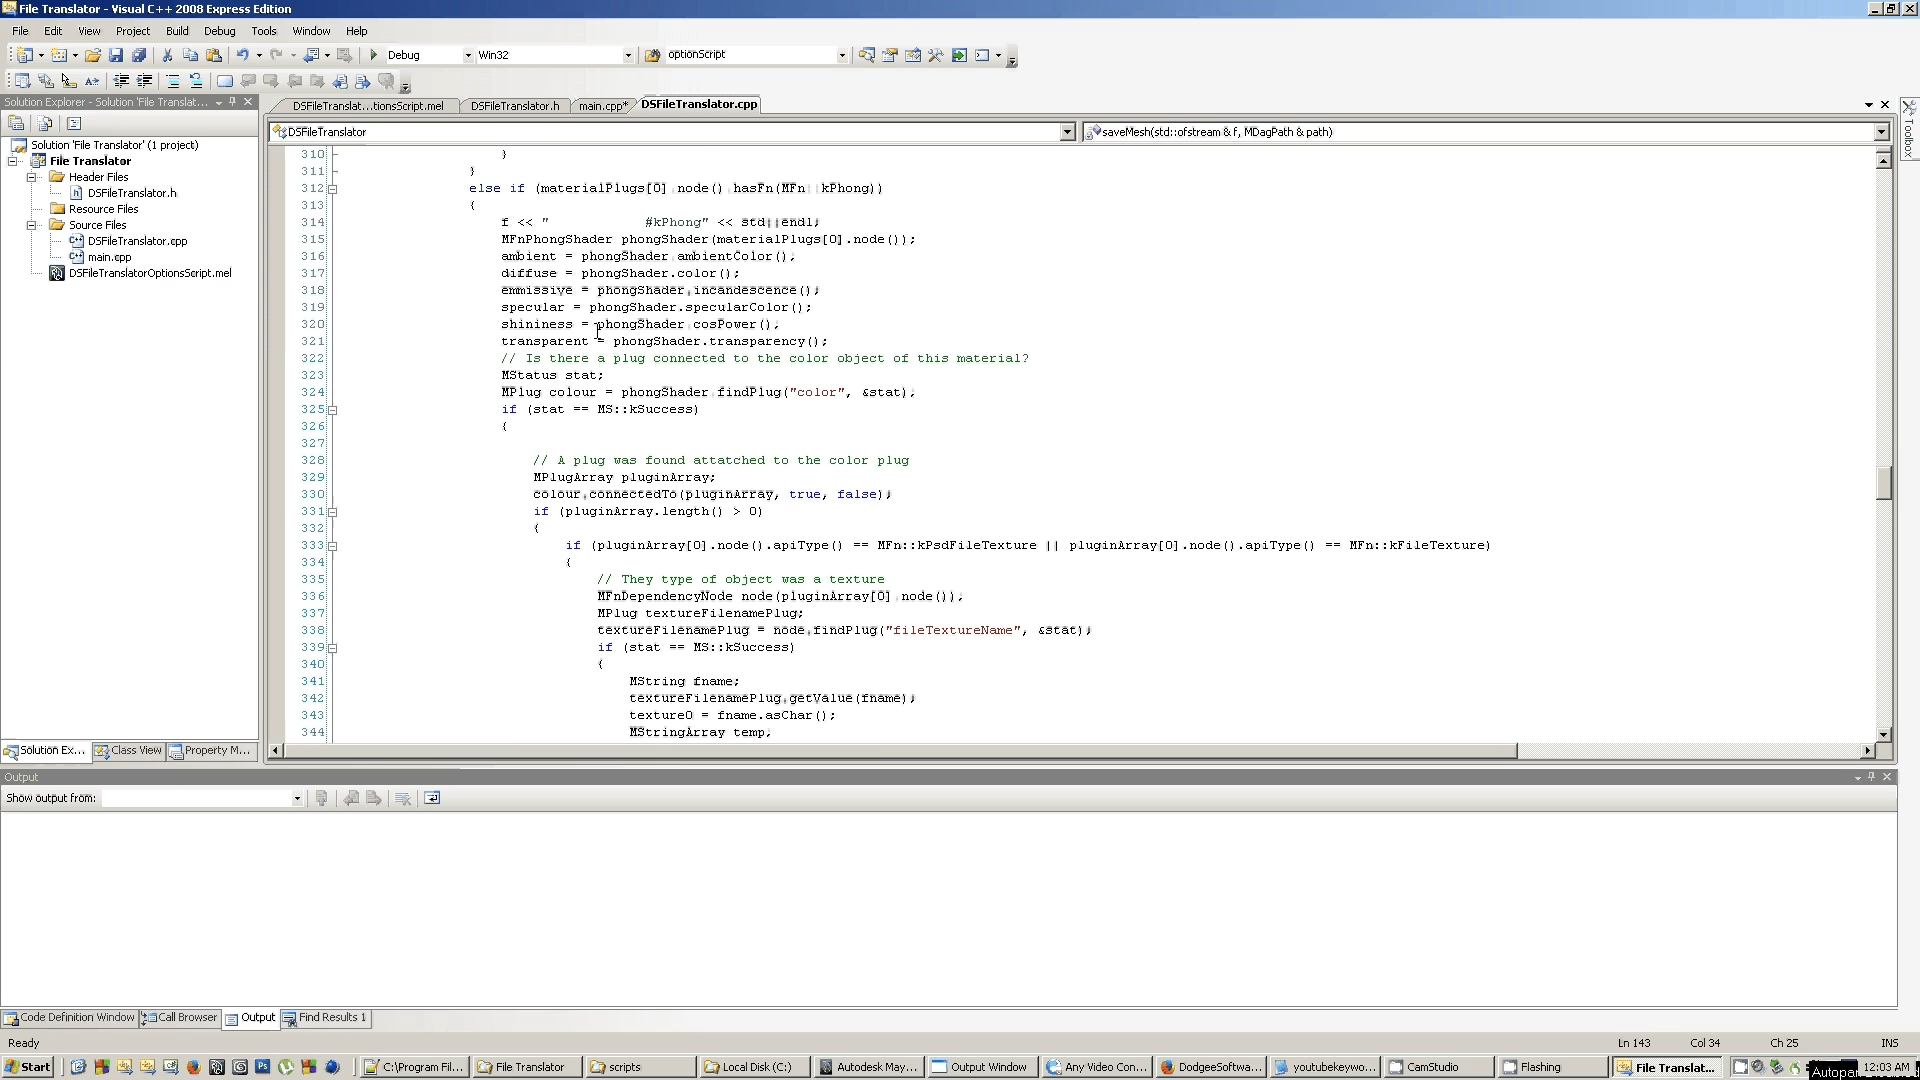 File Translator - Visual C++ 2008 Express Edition
File Edit View Project Build Debug Tools Window Help
Debug Win32 optionScript
Solution Explorer - Solution 'File Translat...
DSFileTranslat...tionsScript.mel DSFileTranslator.h main.cpp* DSFileTranslator.cpp
DSFileTranslator saveMesh(std::ofstream & f, MDagPath & path)
Toolbox
Solution 'File Translator' (1 project)
File Translator
Header Files
DSFileTranslator.h
Resource Files
Source Files
DSFileTranslator.cpp
main.cpp
DSFileTranslatorOptionsScript.mel
310 }
311 }
312 else if (materialPlugs[0].node().hasFn(MFn::kPhong))
313 {
314 f << " #kPhong" << std::endl;
315 MFnPhongShader phongShader(materialPlugs[0].node());
316 ambient = phongShader.ambientColor();
317 diffuse = phongShader.color();
318 emmissive = phongShader.incandescence();
319 specular = phongShader.specularColor();
320 shininess = phongShader.cosPower();
321 transparent = phongShader.transparency();
322 // Is there a plug connected to the color object of this material?
323 MStatus stat;
324 MPlug colour = phongShader.findPlug("color", &stat);
325 if (stat == MS::kSuccess)
326 {
327
328 // A plug was found attatched to the color plug
329 MPlugArray pluginArray;
330 colour.connectedTo(pluginArray, true, false);
331 if (pluginArray.length() > 0)
332 {
333 if (pluginArray[0].node().apiType() == MFn::kPsdFileTexture || pluginArray[0].node().apiType() == MFn::kFileTexture)
334 {
335 // They type of object was a texture
336 MFnDependencyNode node(pluginArray[0].node());
337 MPlug textureFilenamePlug;
338 textureFilenamePlug = node.findPlug("fileTextureName", &stat);
339 if (stat == MS::kSuccess)
340 {
341 MString fname;
342 textureFilenamePlug.getValue(fname);
343 texture0 = fname.asChar();
344 MStringArray temp;
Solution Ex... Class View Property M...
Output
Show output from:
Code Definition Window Call Browser Output Find Results 1
Ready Ln 143 Col 34 Ch 25 INS
Start C:\Program Fil... File Translator scripts Local Disk (C:) Autodesk May... Output Window Any Video Con... DodgeeSoftwa... youtubekeywo... CamStudio Flashing File Translat... 12:03 AM
Autopan